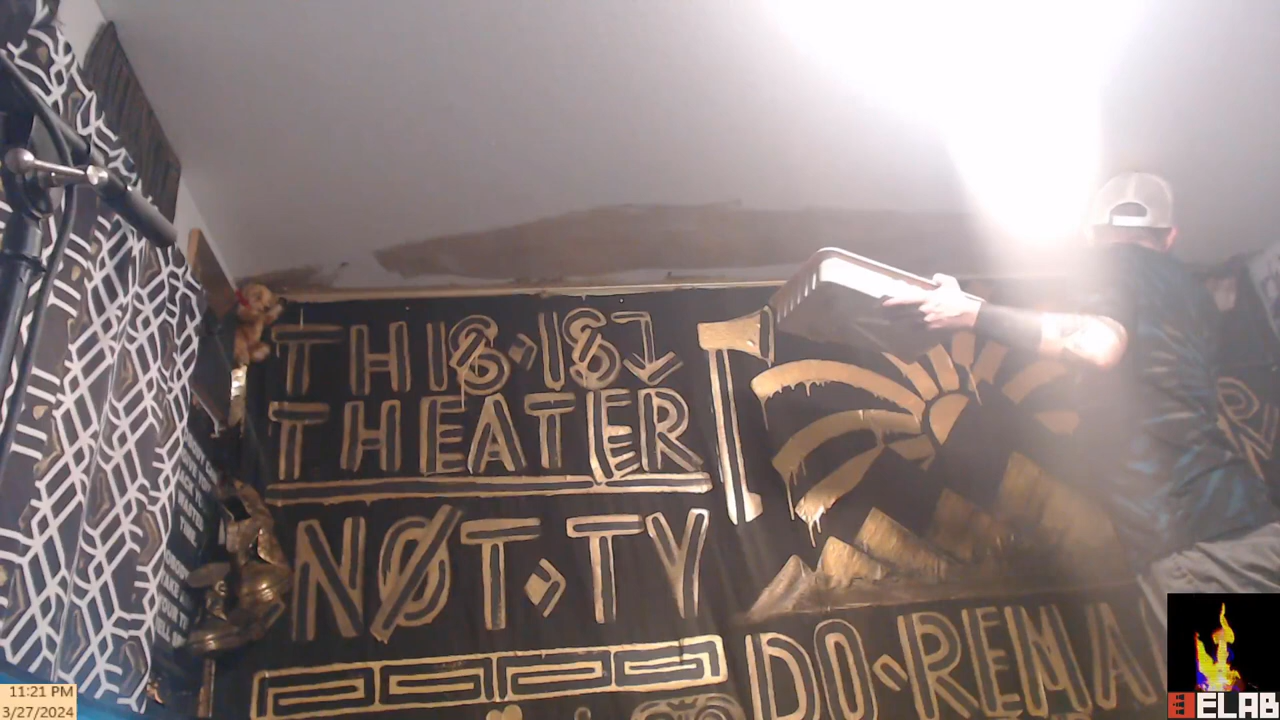 THIS·IS
THEATER
NØT·TV
DO·REMA
11:21 PM
3/27/2024
ELAB